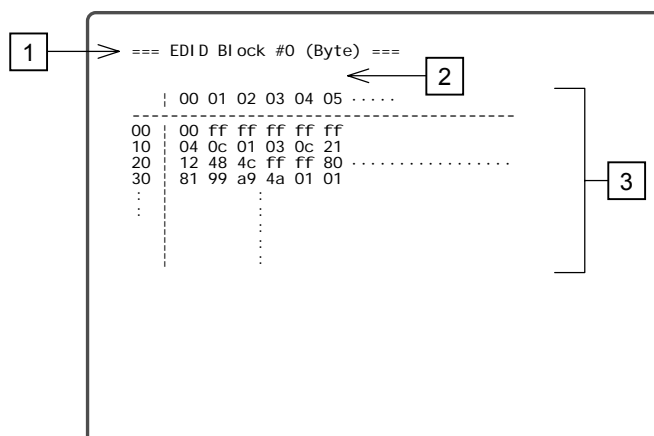 1
=== EDID Block #0 (Byte) ===
2
00 01 02 03 04 05 ·····
00 00 ff ff ff ff ff
10 04 0c 01 03 0c 21
20 12 48 4c ff ff 80 ·················
30 81 99 a9 4a 01 01
3